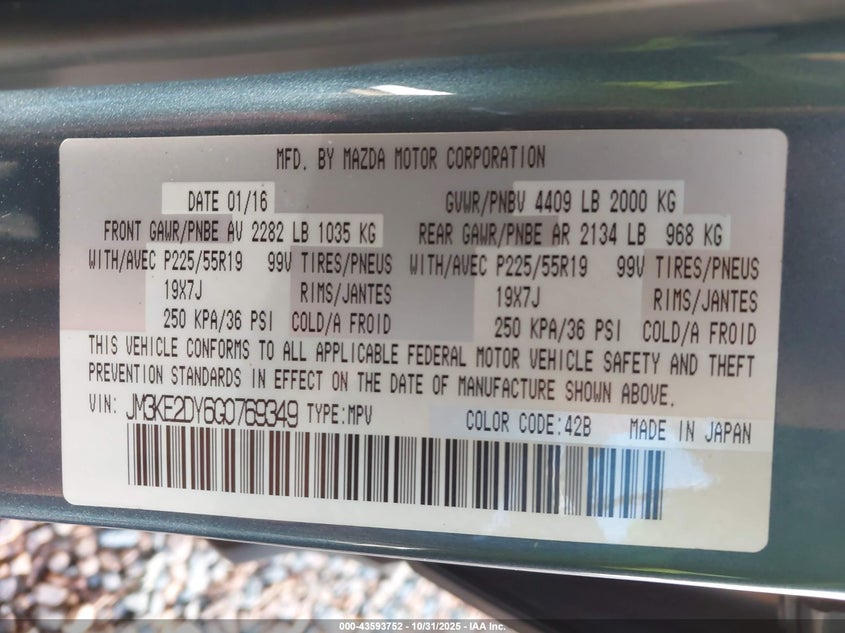 MFD. BY MAZDA MOTOR CORPORATION
DATE 01/16 GVWR/PNBV 4409 LB 2000 KG
FRONT GAWR/PNBE AV 2282 LB 1035 KG REAR GAWR/PNBE AR 2134 LB 968 KG
WITH/AVEC P225/55R19 99V TIRES/PNEUS WITH/AVEC P225/55R19 99V TIRES/PNEUS
19X7J RIMS/JANTES 19X7J RIMS/JANTES
250 KPA/36 PSI COLD/A FROID 250 KPA/36 PSI COLD/A FROID
THIS VEHICLE CONFORMS TO ALL APPLICABLE FEDERAL MOTOR VEHICLE SAFETY AND THEFT
PREVENTION STANDARDS IN EFFECT ON THE DATE OF MANUFACTURE SHOWN ABOVE.
VIN: JM3KE2DY6G0769349 TYPE:MPV COLOR CODE:42B MADE IN JAPAN
000-43593752 - 10/31/2025 - IAA Inc.